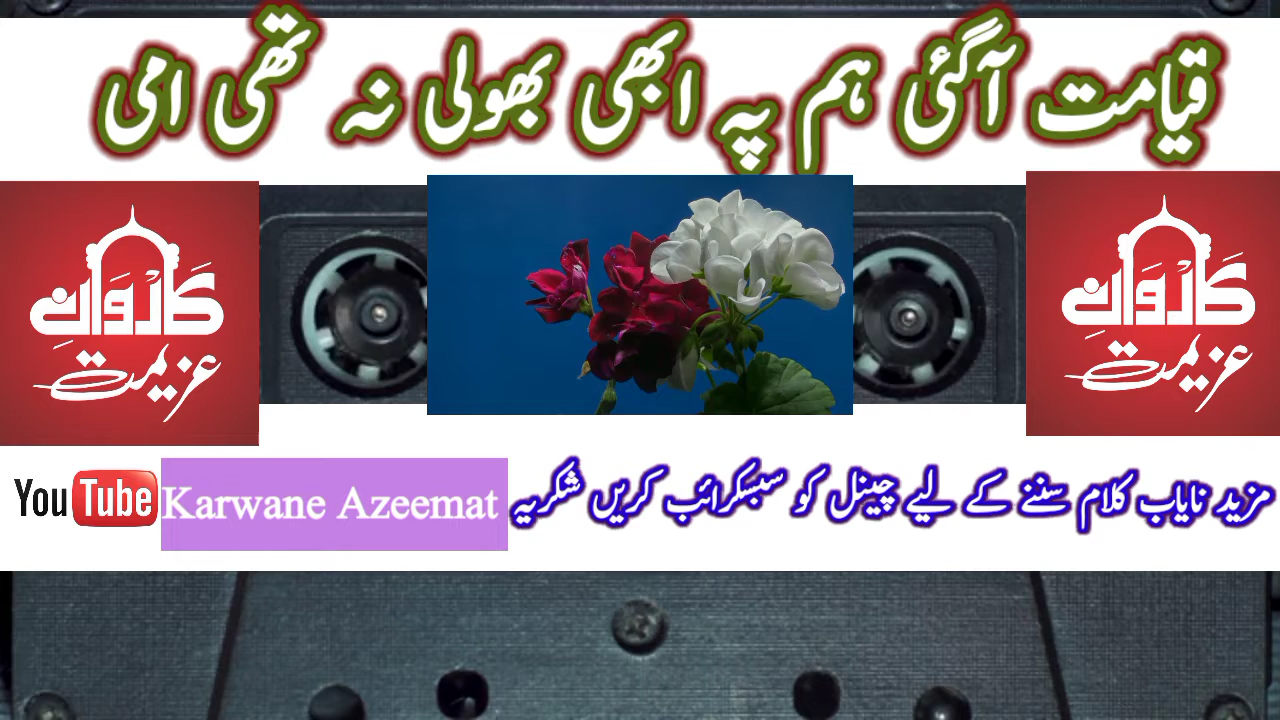 قیامت آگئی ہم پہ ابھی بھولی نہ تھی امی
کاروانِ
عزیمت
کاروانِ
عزیمت
مزید نایاب کلام سننے کے لیے چینل کو سبسکرائب کریں شکریہ
YouTube Karwane Azeemat